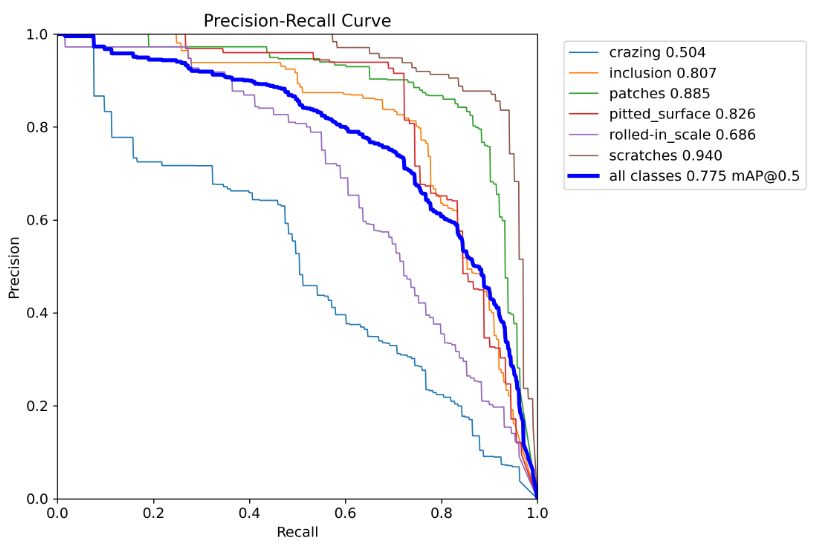 Precision-Recall Curve
1.0
0.8
0.6
0.4
0.2
0.0
Precision
0.0 0.2 0.4 0.6 0.8 1.0
Recall
crazing 0.504
inclusion 0.807
patches 0.885
pitted_surface 0.826
rolled-in_scale 0.686
scratches 0.940
all classes 0.775 mAP@0.5